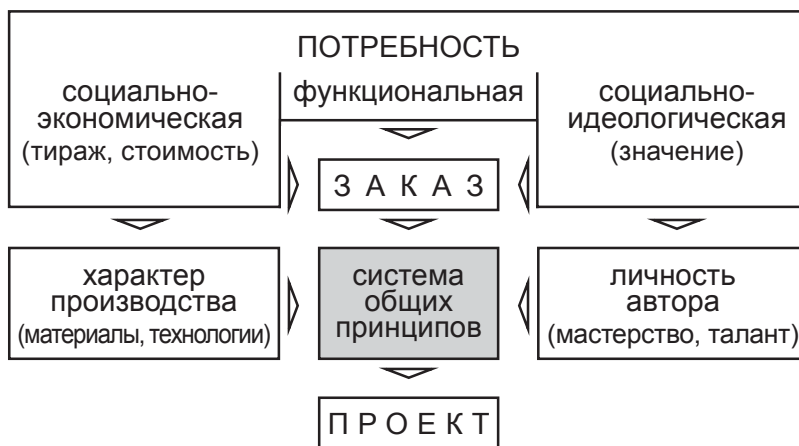 ПОТРЕБНОСТЬ
социально-
экономическая
(тираж, стоимость)
функциональная
социально-
идеологическая
(значение)
З А К А З
характер
производства
(материалы, технологии)
система
общих
принципов
личность
автора
(мастерство, талант)
П Р О Е К Т